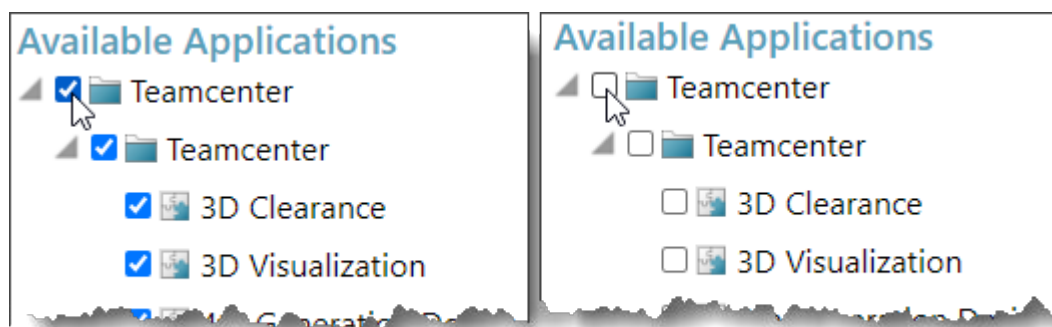 Available Applications
Teamcenter
Teamcenter
3D Clearance
3D Visualization
Available Applications
Teamcenter
Teamcenter
3D Clearance
3D Visualization